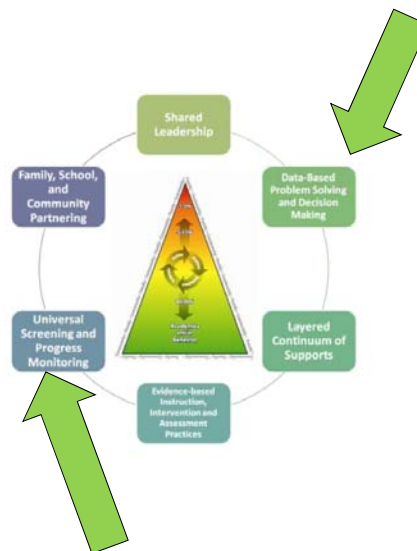 Shared
Leadership
Family, School,
and
Community
Partnering
Data-Based
Problem Solving
and Decision
Making
Universal
Screening and
Progress
Monitoring
Layered
Continuum of
Supports
Evidence-based
Instruction,
Intervention and
Assessment
Practices